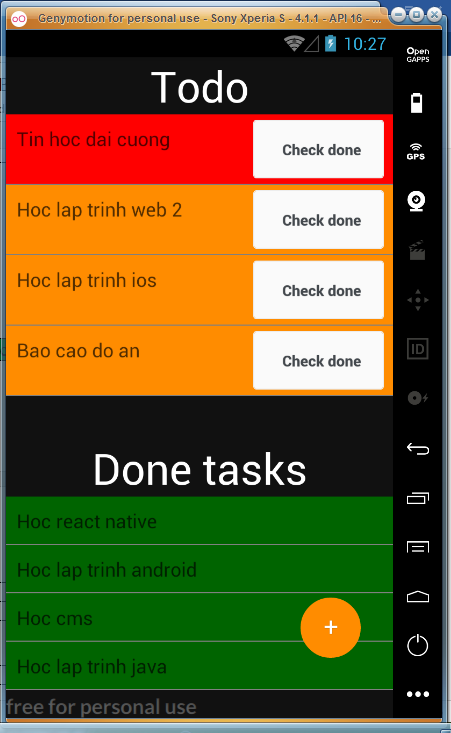 Genymotion for personal use - Sony Xperia S - 4.1.1 - API 16 - ...
10:27
Open
GAPPS
Todo
Tin hoc dai cuong
Check done
GPS
Hoc lap trinh web 2
Check done
Hoc lap trinh ios
Check done
ID
Bao cao do an
Check done
Done tasks
Hoc react native
Hoc lap trinh android
Hoc cms
+
Hoc lap trinh java
free for personal use